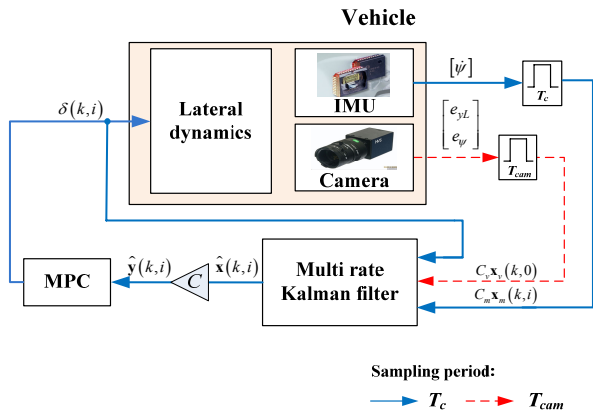 Vehicle
Lateral
dynamics
IMU
Camera
[ψ̇]
T_c
[e_yL
e_ψ]
T_cam
δ(k,i)
MPC
ŷ(k,i)
C
x̂(k,i)
Multi rate
Kalman filter
C_v x_v(k,0)
C_m x_m(k,i)
Sampling period:
T_c T_cam